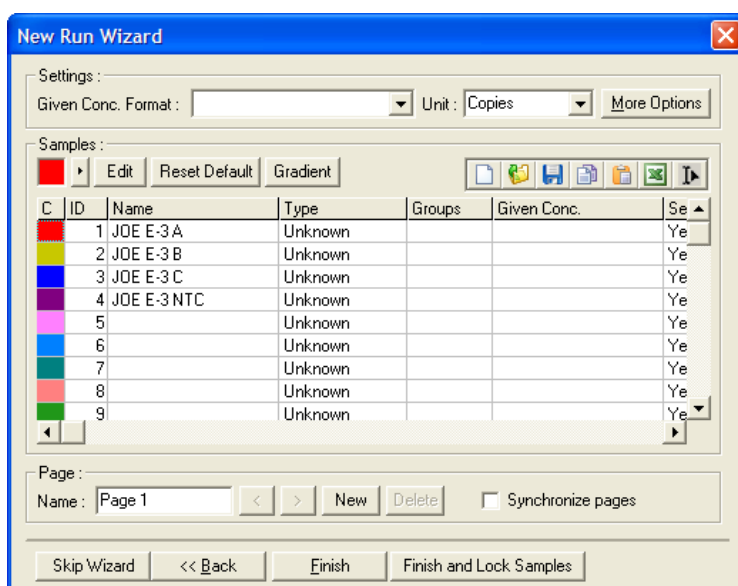 New Run Wizard
Settings :
Given Conc. Format : Unit : Copies More Options
Samples :
Edit Reset Default Gradient
C ID Name Type Groups Given Conc. Se
1 JOE E-3 A Unknown Ye
2 JOE E-3 B Unknown Ye
3 JOE E-3 C Unknown Ye
4 JOE E-3 NTC Unknown Ye
5 Unknown Ye
6 Unknown Ye
7 Unknown Ye
8 Unknown Ye
9 Unknown Ye
Page :
Name : Page 1 < > New Delete Synchronize pages
Skip Wizard << Back Finish Finish and Lock Samples